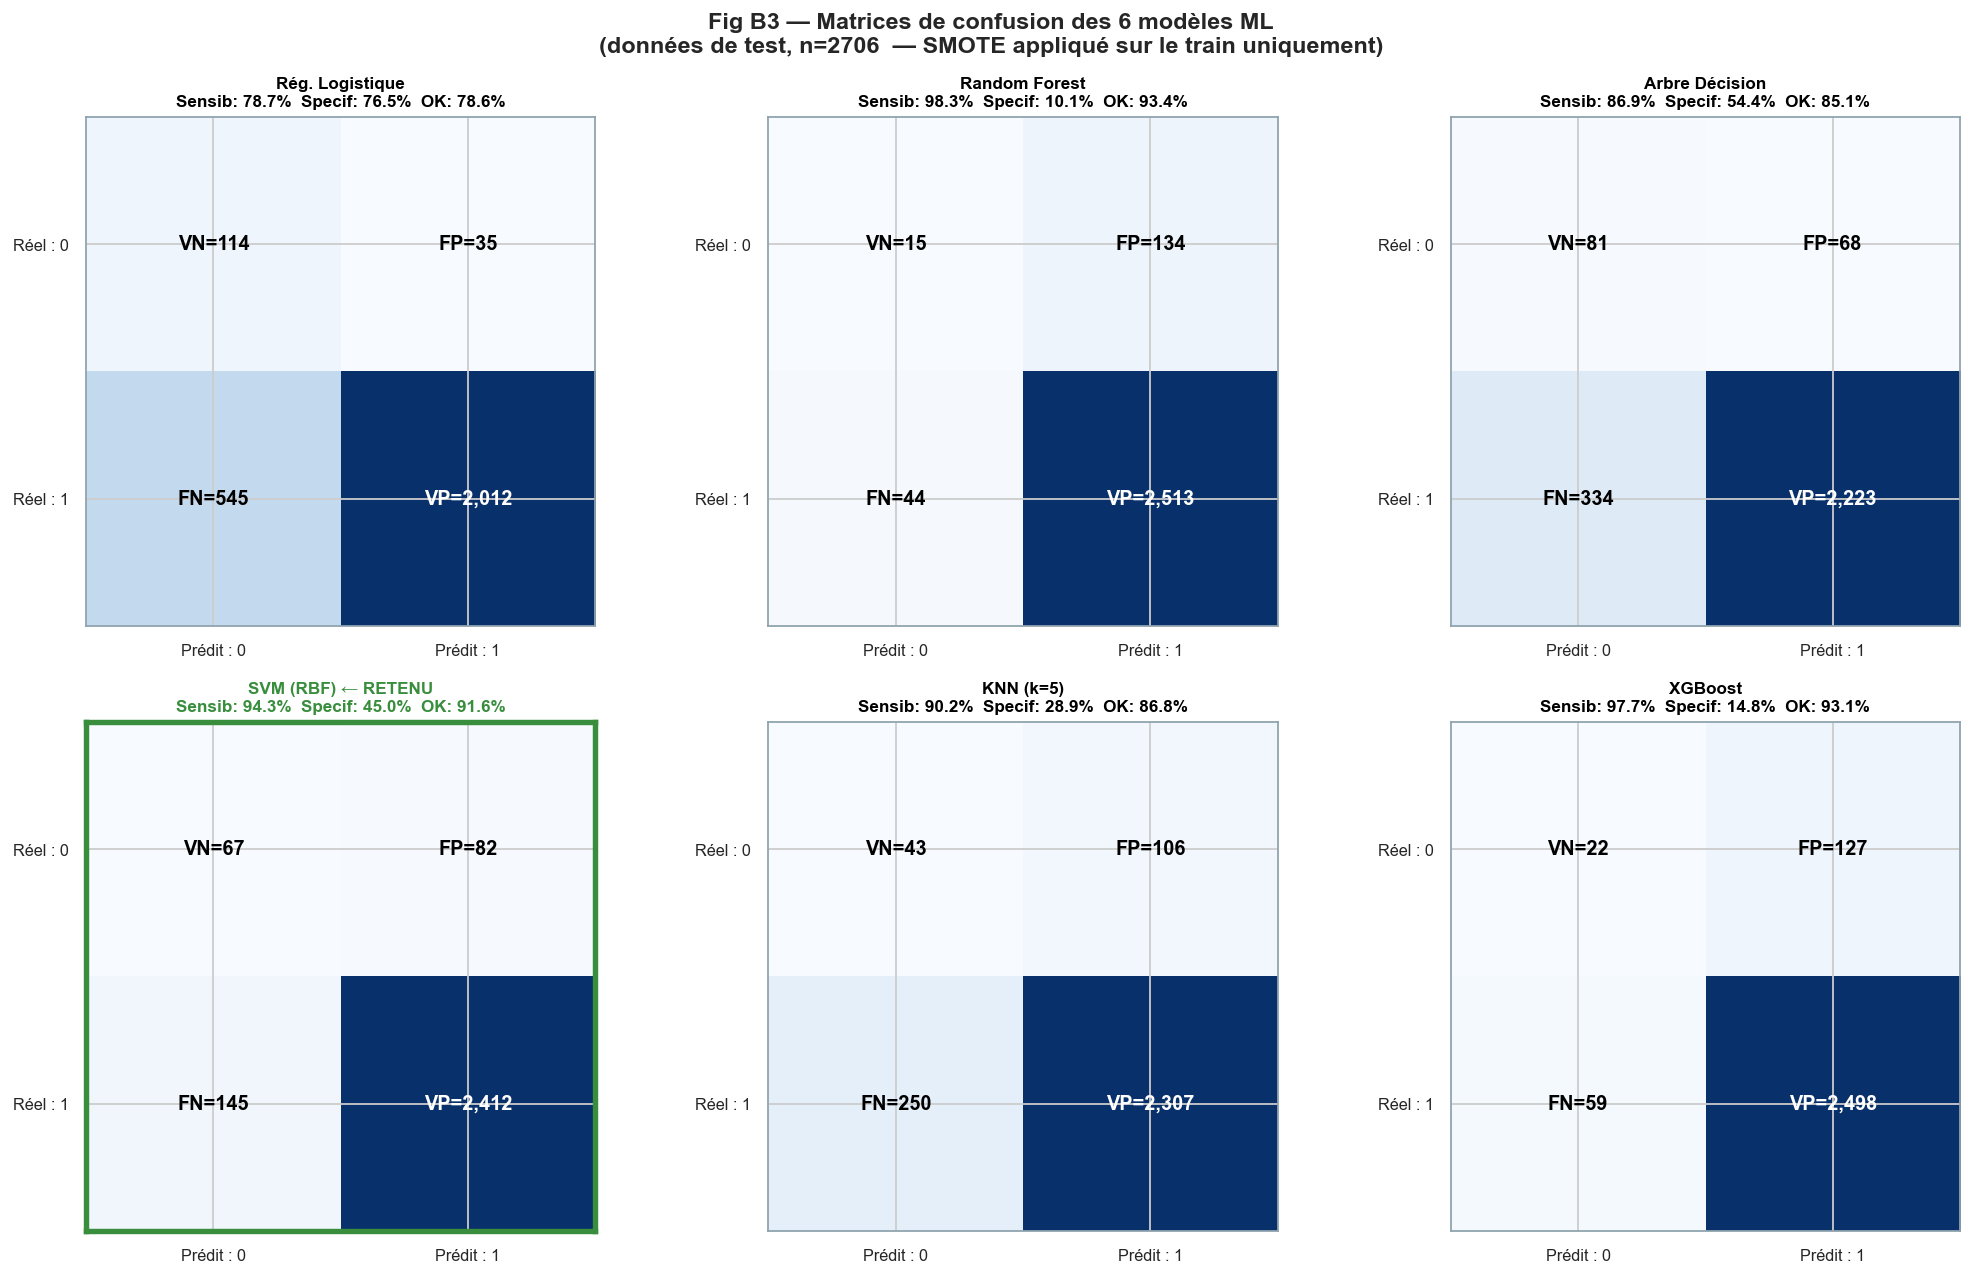 Fig B3 — Matrices de confusion des 6 modèles ML
(données de test, n=2706  — SMOTE appliqué sur le train uniquement)
Rég. Logistique
Sensib: 78.7%  Specif: 76.5%  OK: 78.6%
Réel : 0
VN=114
FP=35
Réel : 1
FN=545
VP=2,012
Prédit : 0
Prédit : 1
Random Forest
Sensib: 98.3%  Specif: 10.1%  OK: 93.4%
Réel : 0
VN=15
FP=134
Réel : 1
FN=44
VP=2,513
Prédit : 0
Prédit : 1
Arbre Décision
Sensib: 86.9%  Specif: 54.4%  OK: 85.1%
Réel : 0
VN=81
FP=68
Réel : 1
FN=334
VP=2,223
Prédit : 0
Prédit : 1
SVM (RBF) ← RETENU
Sensib: 94.3%  Specif: 45.0%  OK: 91.6%
Réel : 0
VN=67
FP=82
Réel : 1
FN=145
VP=2,412
Prédit : 0
Prédit : 1
KNN (k=5)
Sensib: 90.2%  Specif: 28.9%  OK: 86.8%
Réel : 0
VN=43
FP=106
Réel : 1
FN=250
VP=2,307
Prédit : 0
Prédit : 1
XGBoost
Sensib: 97.7%  Specif: 14.8%  OK: 93.1%
Réel : 0
VN=22
FP=127
Réel : 1
FN=59
VP=2,498
Prédit : 0
Prédit : 1